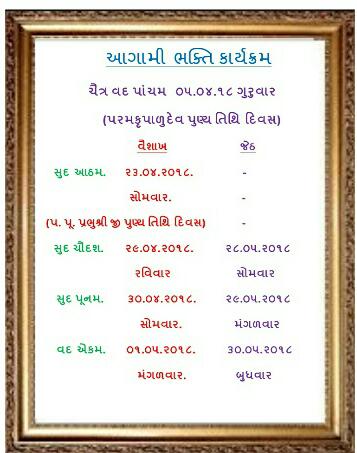 આગામી ભક્તિ કાર્યક્રમ
ચૈત્ર વદ પાંચમ ૦૫.૦૪.૧૮ ગુરુવાર
(પરમકૃપાળુદેવ પુણ્ય તિથિ દિવસ)
વૈશાખ જેઠ
સુદ આઠમ. ૨૩.૦૪.૨૦૧૮. -
સોમવાર. -
(પ. પૂ. પ્રભુશ્રી જી પુણ્ય તિથિ દિવસ) -
સુદ ચૌદશ. ૨૯.૦૪.૨૦૧૮. ૨૮.૦૫.૨૦૧૮
રવિવાર સોમવાર
સુદ પૂનમ. ૩૦.૦૪.૨૦૧૮. ૨૯.૦૫.૨૦૧૮
સોમવાર. મંગળવાર
વદ એકમ. ૦૧.૦૫.૨૦૧૮. ૩૦.૦૫.૨૦૧૮
મંગળવાર. બુધવાર